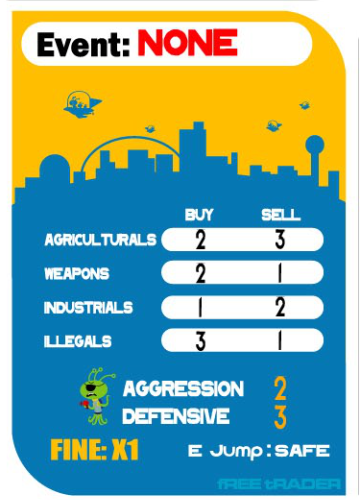 Event: NONE
BUY SELL
AGRICULTURALS 2 3
WEAPONS 2 1
INDUSTRIALS 1 2
ILLEGALS 3 1
AGGRESSION 2
DEFENSIVE 3
FINE: X1 E Jump:SAFE
fREE tRADER